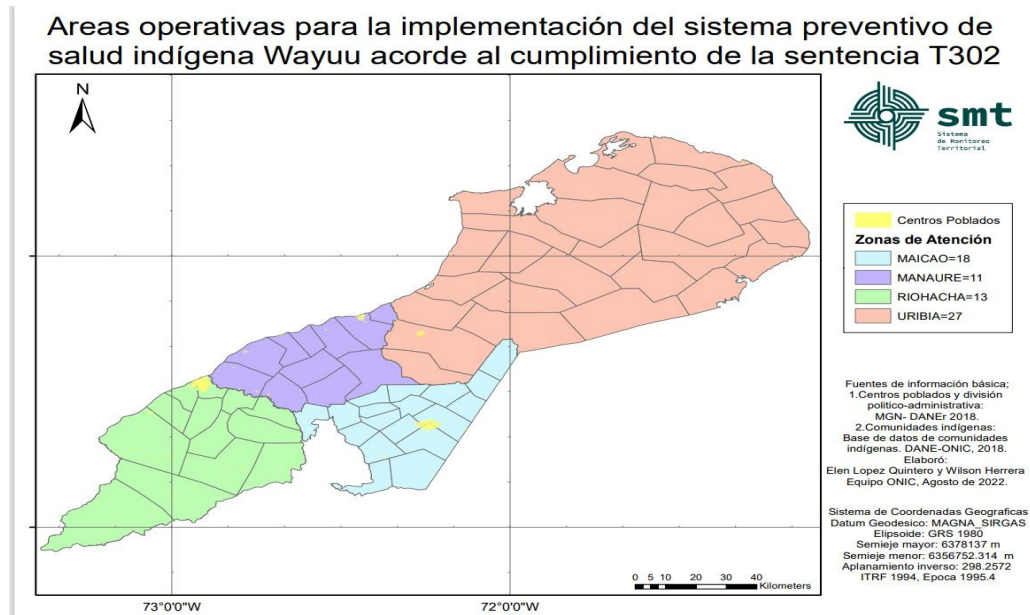 Areas operativas para la implementación del sistema preventivo de
salud indígena Wayuu acorde al cumplimiento de la sentencia T302
N
smt
Sistema
de Monitoreo
Territorial
Centros Poblados
Zonas de Atención
MAICAO=18
MANAURE=11
RIOHACHA=13
URIBIA=27
Fuentes de información básica;
1.Centros poblados y división
politico-administrativa:
MGN- DANEr 2018.
2.Comunidades indígenas:
Base de datos de comunidades
indígenas. DANE-ONIC, 2018.
Elaboró:
Elen Lopez Quintero y Wilson Herrera
Equipo ONIC, Agosto de 2022.
Sistema de Coordenadas Geograficas
Datum Geodesico: MAGNA_SIRGAS
Elipsoide: GRS 1980
Semieje mayor: 6378137 m
Semieje menor: 6356752.314 m
Aplanamiento inverso: 298.2572
ITRF 1994, Epoca 1995.4
0 5 10 20 30 40
Kilometers
73°0'0"W 72°0'0"W